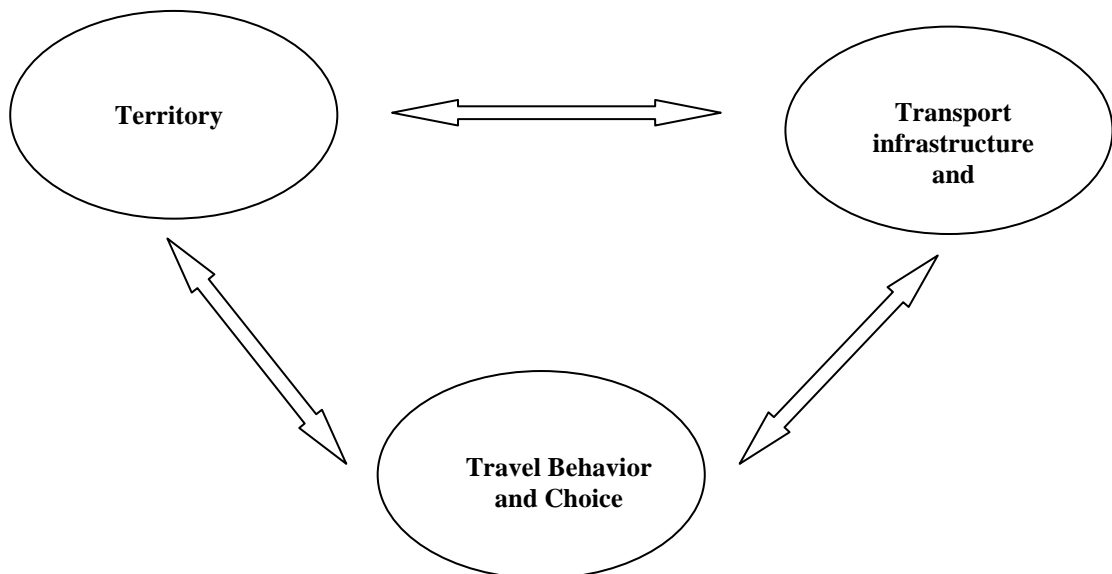 Territory
Transport
infrastructure
and
Travel Behavior
and Choice